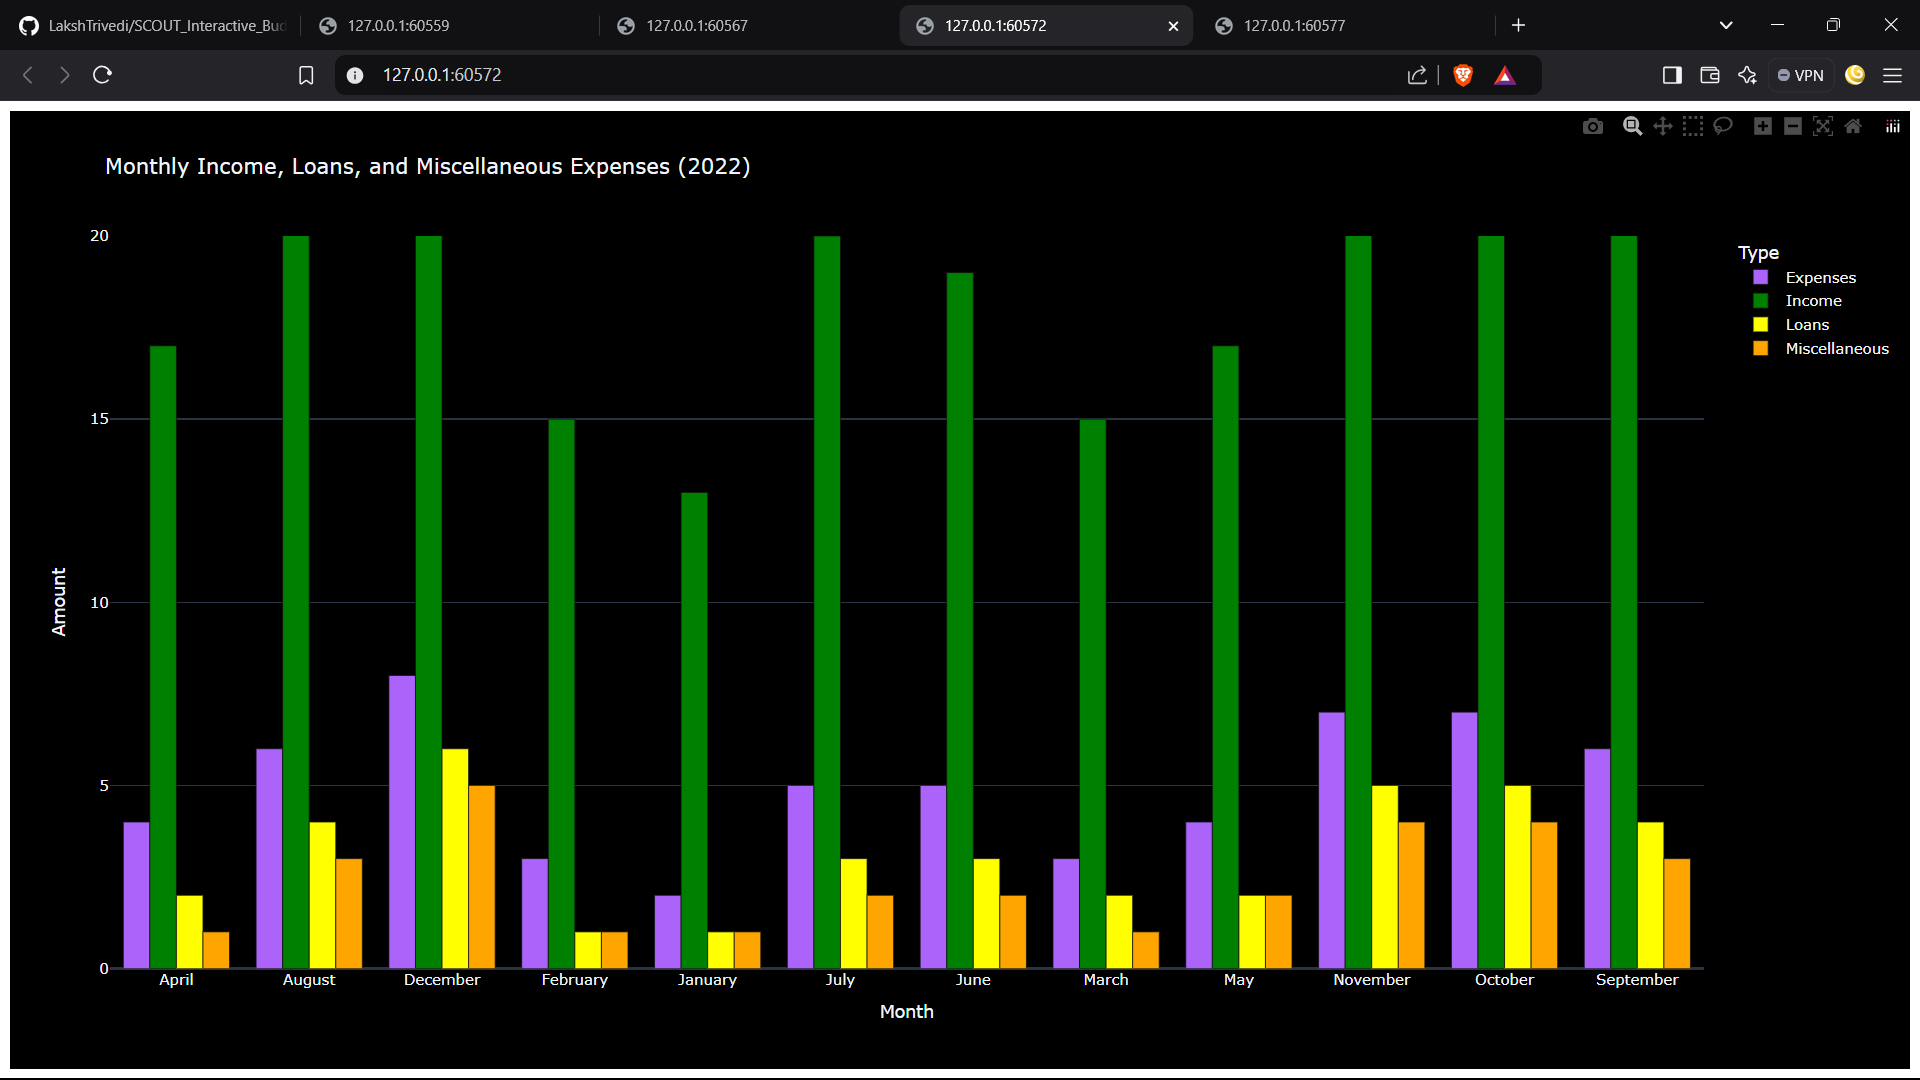 LakshTrivedi/SCOUT_Interactive_Bud
127.0.0.1:60559
127.0.0.1:60567
127.0.0.1:60572
127.0.0.1:60577
127.0.0.1:60572
VPN
Monthly Income, Loans, and Miscellaneous Expenses (2022)
20
15
10
5
0
Amount
April
August
December
February
January
July
June
March
May
November
October
September
Month
Type
Expenses
Income
Loans
Miscellaneous